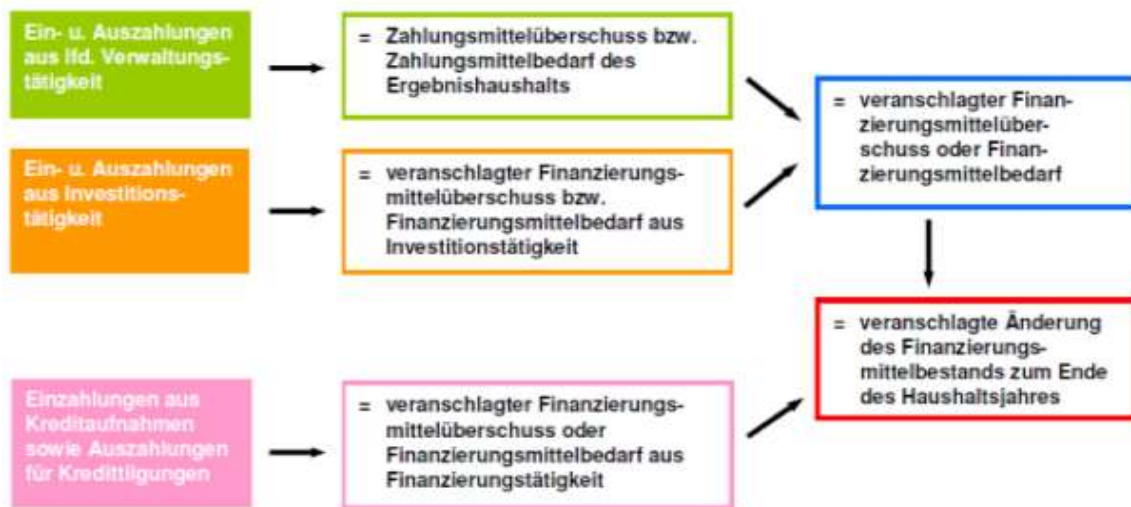 Ein- u. Auszahlungen
aus lfd. Verwaltungs-
tätigkeit
= Zahlungsmittelüberschuss bzw.
Zahlungsmittelbedarf des
Ergebnishaushalts
Ein- u. Auszahlungen
aus Investitions-
tätigkeit
= veranschlagter Finanzierungs-
mittelüberschuss bzw.
Finanzierungsmittelbedarf aus
Investitionstätigkeit
= veranschlagter Finan-
zierungsmittelüber-
schuss oder Finan-
zierungsmittelbedarf
Einzahlungen aus
Kreditaufnahmen
sowie Auszahlungen
für Kredittilgungen
= veranschlagter Finanzierungs-
mittelüberschuss oder
Finanzierungsmittelbedarf aus
Finanzierungstätigkeit
= veranschlagte Änderung
des Finanzierungs-
mittelbestands zum Ende
des Haushaltsjahres